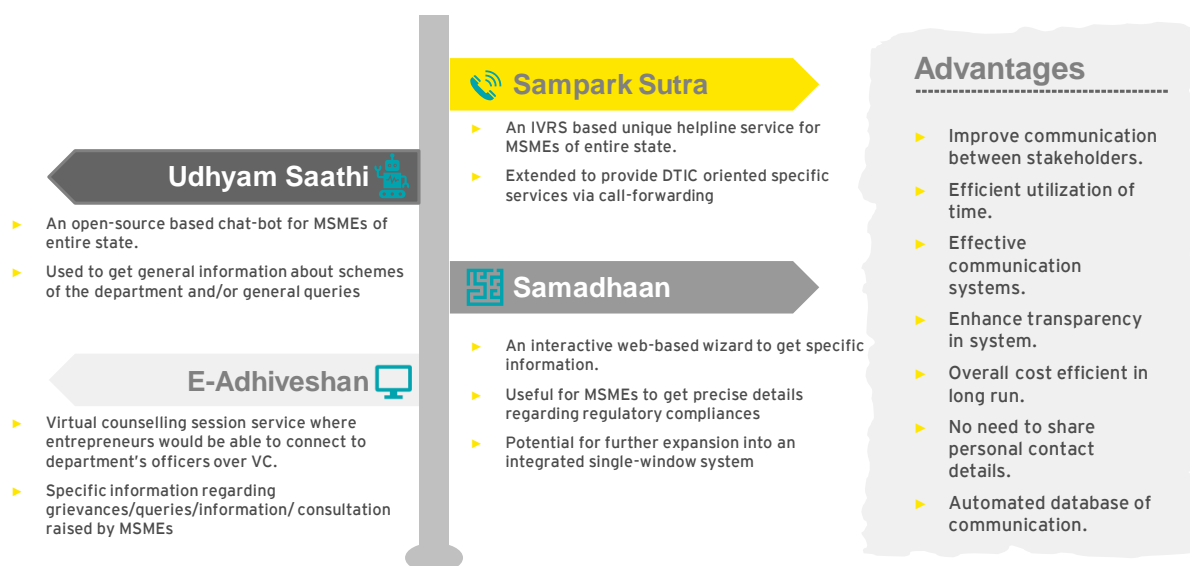 Sampark Sutra
An IVRS based unique helpline service for
MSMEs of entire state.
Extended to provide DTIC oriented specific
services via call-forwarding
Udhyam Saathi
An open-source based chat-bot for MSMEs of
entire state.
Used to get general information about schemes
of the department and/or general queries
Samadhaan
An interactive web-based wizard to get specific
information.
Useful for MSMEs to get precise details
regarding regulatory compliances
Potential for further expansion into an
integrated single-window system
E-Adhiveshan
Virtual counselling session service where
entrepreneurs would be able to connect to
department's officers over VC.
Specific information regarding
grievances/queries/information/ consultation
raised by MSMEs
Advantages
Improve communication
between stakeholders.
Efficient utilization of
time.
Effective
communication
systems.
Enhance transparency
in system.
Overall cost efficient in
long run.
No need to share
personal contact
details.
Automated database of
communication.